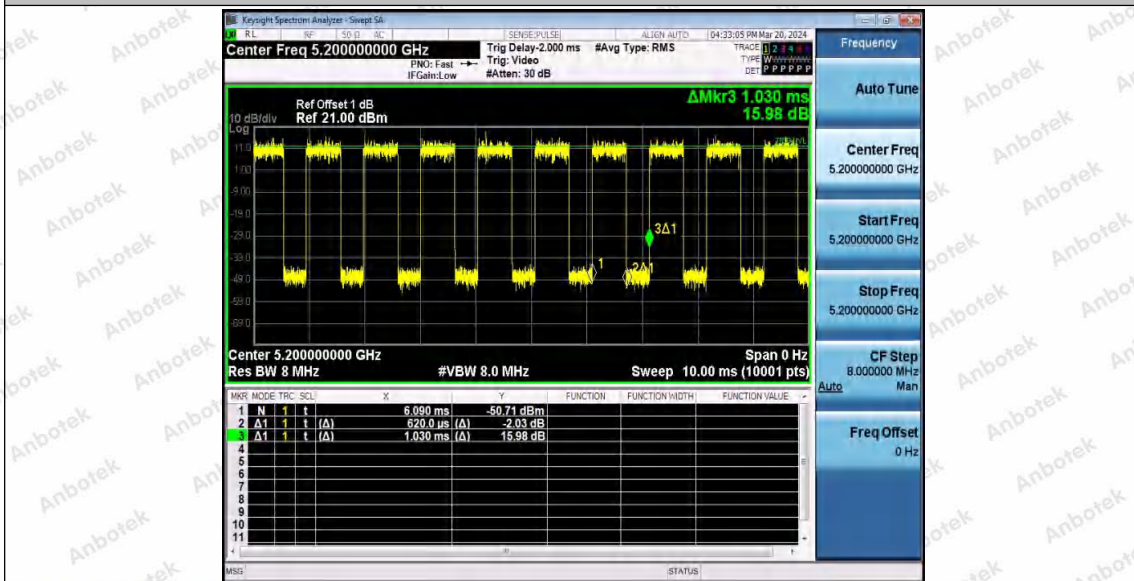 Keysight Spectrum Analyzer - Swept SA
RL RF 50 Ω AC SENSE:PULSE ALIGN AUTO 04:33:05 PM Mar 20, 2024
Center Freq 5.200000000 GHz
PNO: Fast
IFGain:Low
Trig Delay-2.000 ms
Trig: Video
#Atten: 30 dB
#Avg Type: RMS
TRACE 1 2 3 4
TYPE W
DET P P P P P P
ΔMkr3 1.030 ms
15.98 dB
Ref Offset 1 dB
10 dB/div Ref 21.00 dBm
Log
11.0
1.00
-9.00
-19.0
-29.0
-39.0
-49.0
-59.0
-69.0
1
2Δ1
3Δ1
Center 5.200000000 GHz Span 0 Hz
Res BW 8 MHz #VBW 8.0 MHz Sweep 10.00 ms (10001 pts)
MKR MODE TRC SCL X Y FUNCTION FUNCTION WIDTH FUNCTION VALUE
1 N 1 t 6.090 ms -50.71 dBm
2 Δ1 1 t (Δ) 620.0 µs (Δ) -2.03 dB
3 Δ1 1 t (Δ) 1.030 ms (Δ) 15.98 dB
4
5
6
7
8
9
10
11
MSG STATUS
Frequency
Auto Tune
Center Freq
5.200000000 GHz
Start Freq
5.200000000 GHz
Stop Freq
5.200000000 GHz
CF Step
8.000000 MHz
Auto Man
Freq Offset
0 Hz
Anbotek